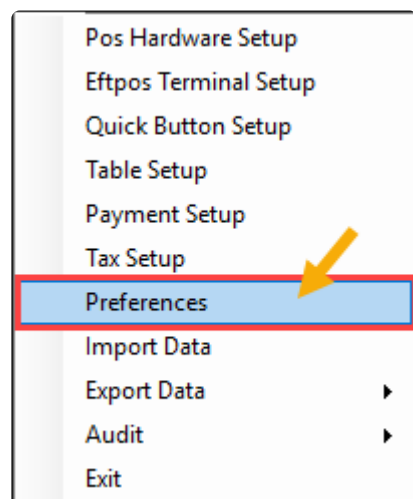 Pos Hardware Setup
Eftpos Terminal Setup
Quick Button Setup
Table Setup
Payment Setup
Tax Setup
Preferences
Import Data
Export Data
Audit
Exit